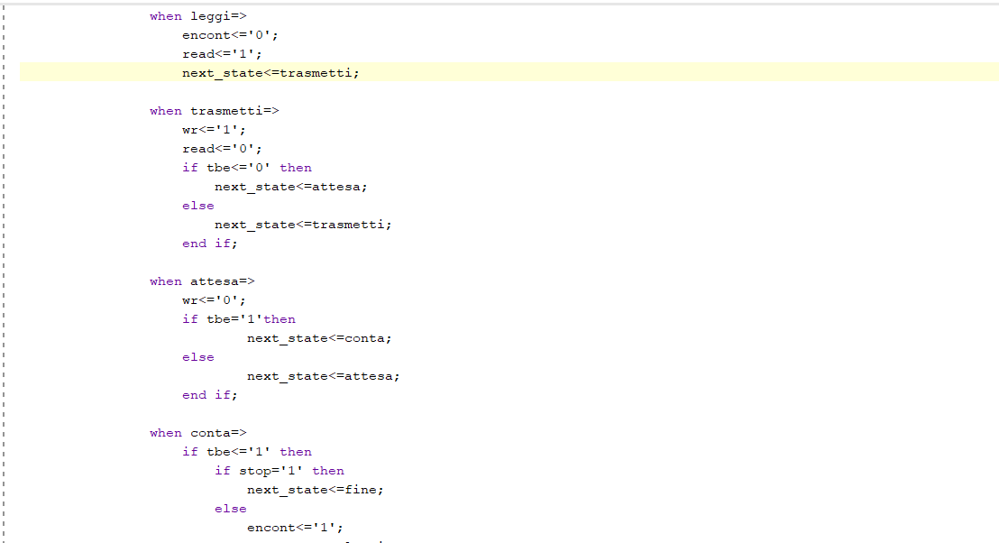 when leggi=>
encont<='0';
read<='1';
next_state<=trasmetti;
when trasmetti=>
wr<='1';
read<='0';
if tbe<='0' then
next_state<=attesa;
else
next_state<=trasmetti;
end if;
when attesa=>
wr<='0';
if tbe='1'then
next_state<=conta;
else
next_state<=attesa;
end if;
when conta=>
if tbe<='1' then
if stop='1' then
next_state<=fine;
else
encont<='1';